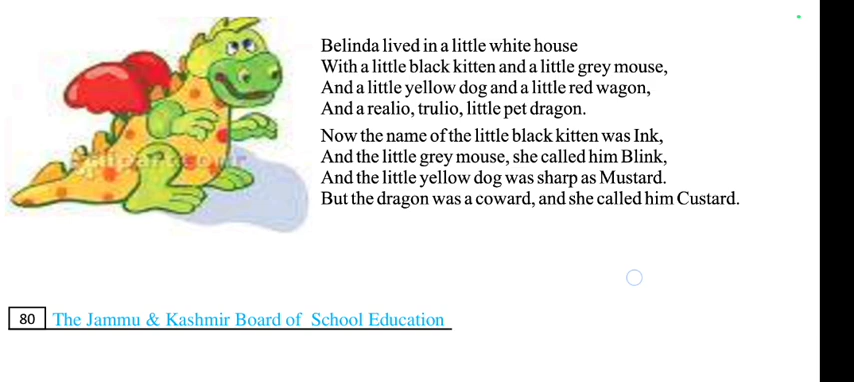 Belinda lived in a little white house
With a little black kitten and a little grey mouse,
And a little yellow dog and a little red wagon,
And a realio, trulio, little pet dragon.
Now the name of the little black kitten was Ink,
And the little grey mouse, she called him Blink,
And the little yellow dog was sharp as Mustard.
But the dragon was a coward, and she called him Custard.
80 The Jammu & Kashmir Board of School Education